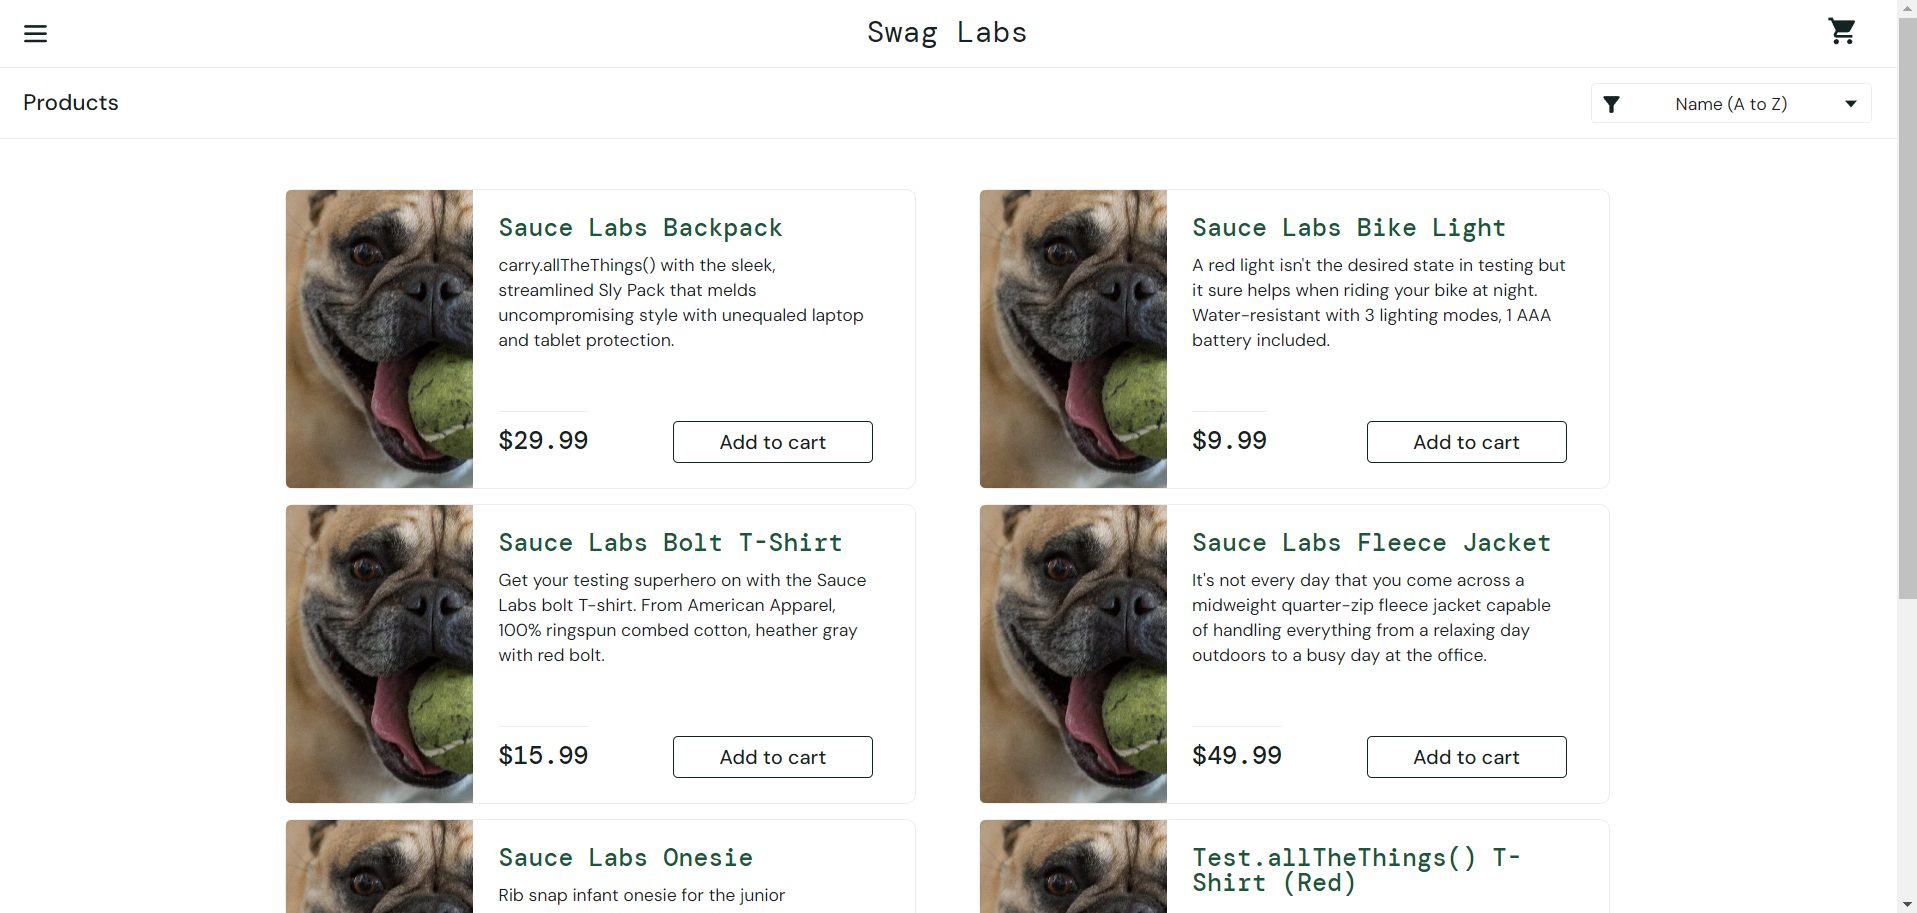 Swag Labs
Products
Name (A to Z)
Sauce Labs Backpack
carry.allTheThings() with the sleek,
streamlined Sly Pack that melds
uncompromising style with unequaled laptop
and tablet protection.
$29.99
Add to cart
Sauce Labs Bike Light
A red light isn't the desired state in testing but
it sure helps when riding your bike at night.
Water-resistant with 3 lighting modes, 1 AAA
battery included.
$9.99
Add to cart
Sauce Labs Bolt T-Shirt
Get your testing superhero on with the Sauce
Labs bolt T-shirt. From American Apparel,
100% ringspun combed cotton, heather gray
with red bolt.
$15.99
Add to cart
Sauce Labs Fleece Jacket
It's not every day that you come across a
midweight quarter-zip fleece jacket capable
of handling everything from a relaxing day
outdoors to a busy day at the office.
$49.99
Add to cart
Sauce Labs Onesie
Rib snap infant onesie for the junior
Test.allTheThings() T-
Shirt (Red)